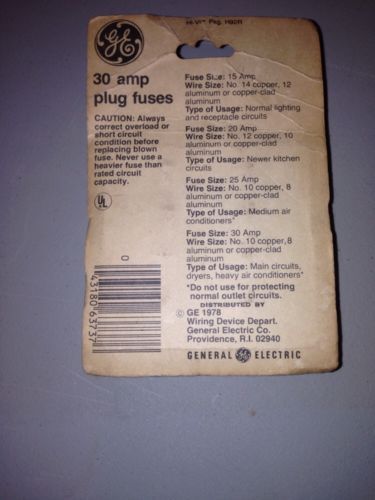 Pkg. H92R
GE
30 amp
plug fuses
CAUTION: Always
correct overload or
short circuit
condition before
replacing blown
fuse. Never use a
heavier fuse than
rated circuit
capacity.
UL
0
43180 63737
Fuse Size: 15 Amp
Wire Size: No. 14 copper, 12
aluminum or copper-clad
aluminum
Type of Usage: Normal lighting
and receptacle circuits
Fuse Size: 20 Amp
Wire Size: No. 12 copper, 10
aluminum or copper-clad
aluminum
Type of Usage: Newer kitchen
circuits
Fuse Size: 25 Amp
Wire Size: No. 10 copper, 8
aluminum or copper-clad
aluminum
Type of Usage: Medium air
conditioners*
Fuse Size: 30 Amp
Wire Size: No. 10 copper, 8
aluminum or copper-clad
aluminum
Type of Usage: Main circuits,
dryers, heavy air conditioners*
*Do not use for protecting
normal outlet circuits.
DISTRIBUTED BY
© GE 1978
Wiring Device Depart.
General Electric Co.
Providence, R.I. 02940
GENERAL GE ELECTRIC